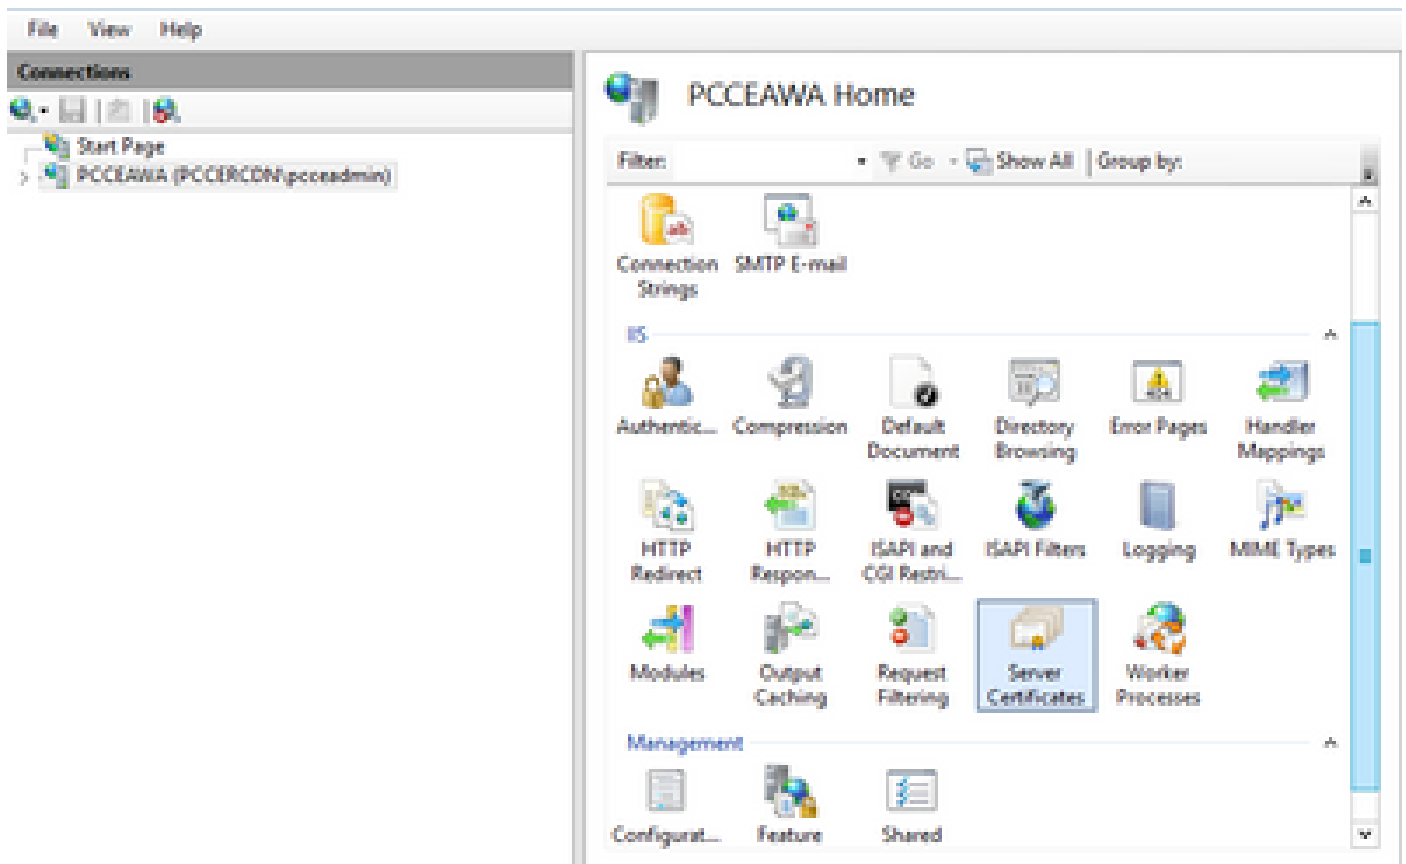 File View Help
Connections
Start Page
PCCEAWA (PCCERCDN\pcceadmin)
PCCEAWA Home
Filter: Go Show All Group by:
Connection SMTP E-mail
Strings
IIS
Authentic... Compression Default Directory Error Pages Handler
Document Browsing Mappings
HTTP HTTP ISAPI and ISAPI Filters Logging MIME Types
Redirect Respon... CGI Restri...
Modules Output Request Server Worker
Caching Filtering Certificates Processes
Management
Configurat... Feature Shared